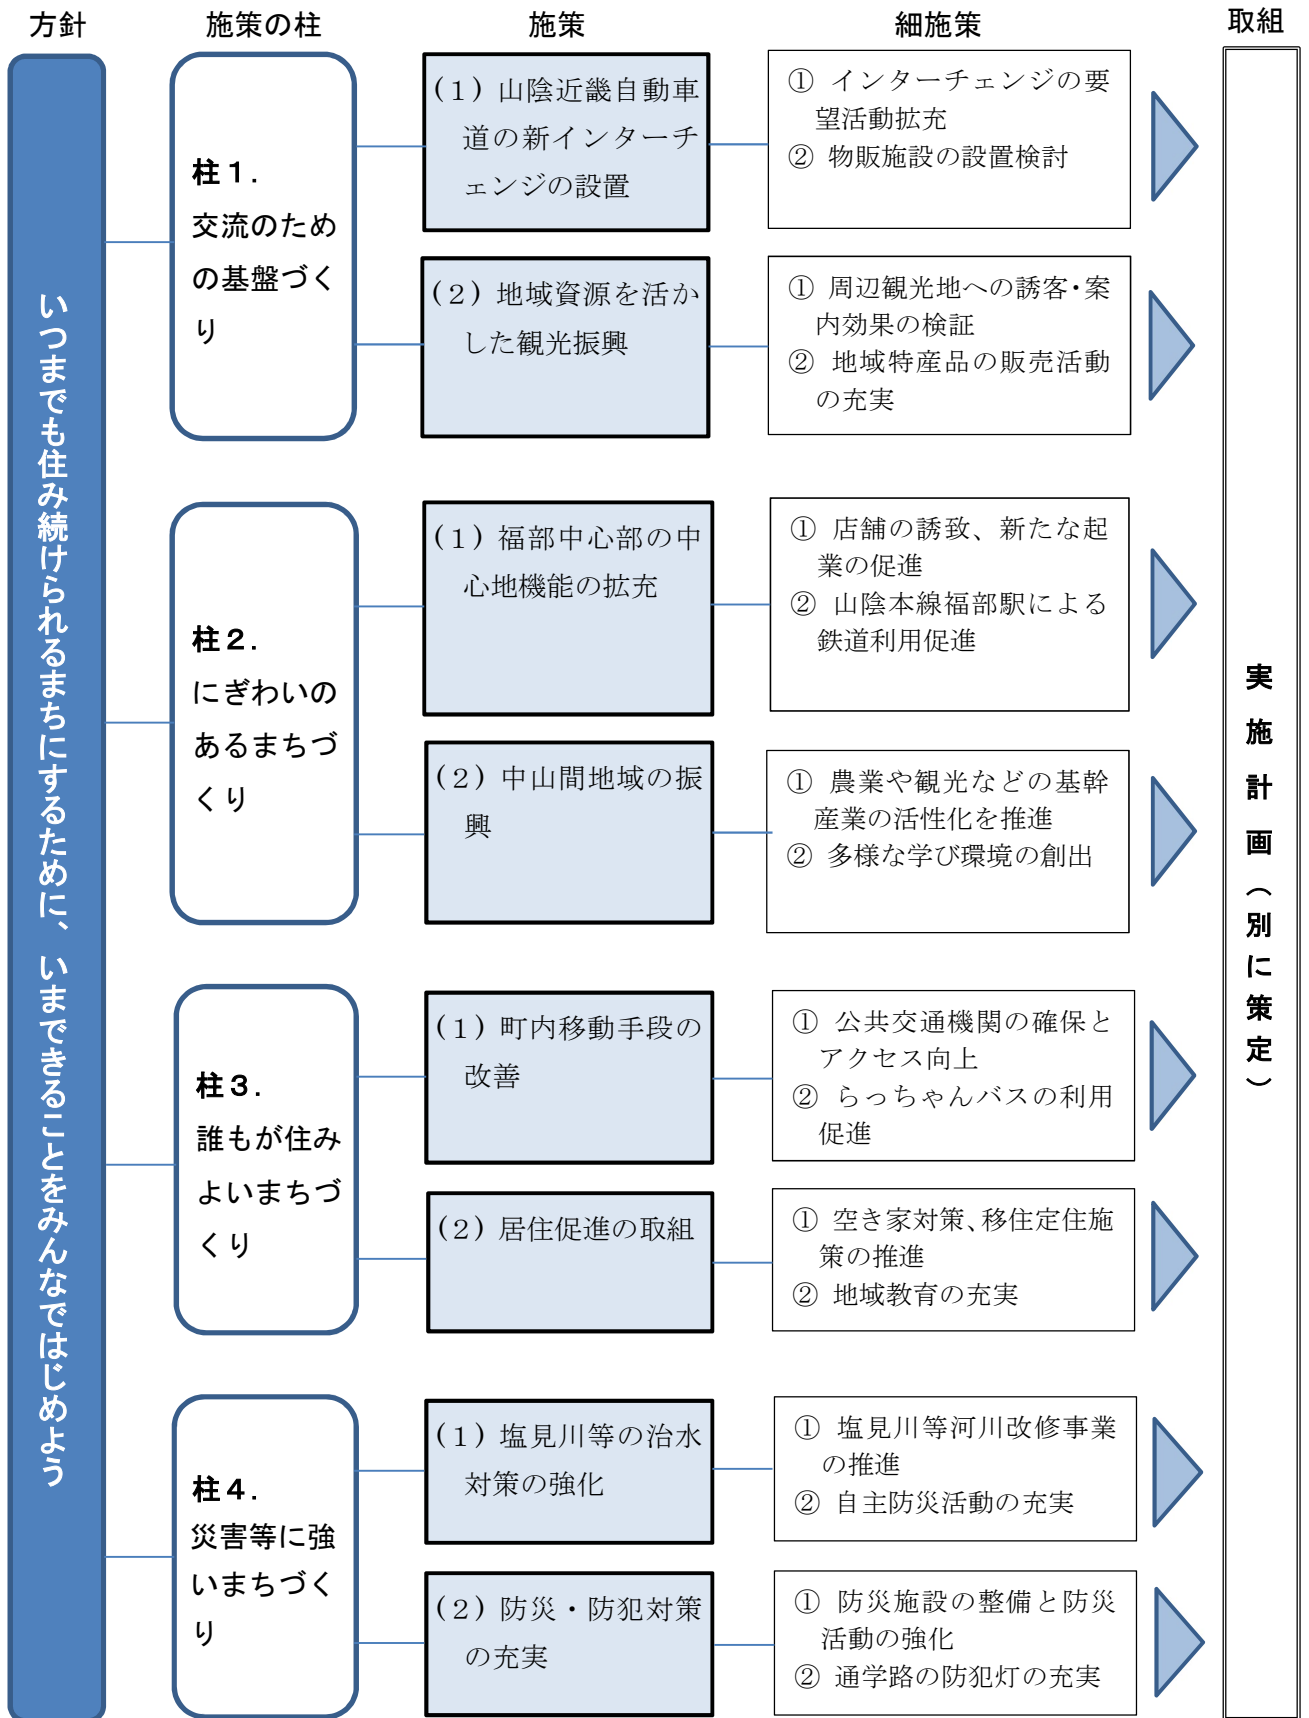 方針
施策の柱
施策
細施策
取組
いつまでも住み続けられるまちにするために、いまできることをみんなではじめよう
柱１．
交流のため
の基盤づく
り
(１) 山陰近畿自動車
道の新インターチ
ェンジの設置
① インターチェンジの要
望活動拡充
② 物販施設の設置検討
(２) 地域資源を活か
した観光振興
① 周辺観光地への誘客・案
内効果の検証
② 地域特産品の販売活動
の充実
柱２．
にぎわいの
あるまちづ
くり
(１) 福部中心部の中
心地機能の拡充
① 店舗の誘致、新たな起
業の促進
② 山陰本線福部駅による
鉄道利用促進
(２) 中山間地域の振
興
① 農業や観光などの基幹
産業の活性化を推進
② 多様な学び環境の創出
柱３．
誰もが住み
よいまちづ
くり
(１) 町内移動手段の
改善
① 公共交通機関の確保と
アクセス向上
② らっちゃんバスの利用
促進
(２) 居住促進の取組
① 空き家対策、移住定住施
策の推進
② 地域教育の充実
柱４．
災害等に強
いまちづく
り
(１) 塩見川等の治水
対策の強化
① 塩見川等河川改修事業
の推進
② 自主防災活動の充実
(２) 防災・防犯対策
の充実
① 防災施設の整備と防災
活動の強化
② 通学路の防犯灯の充実
実施計画（別に策定）